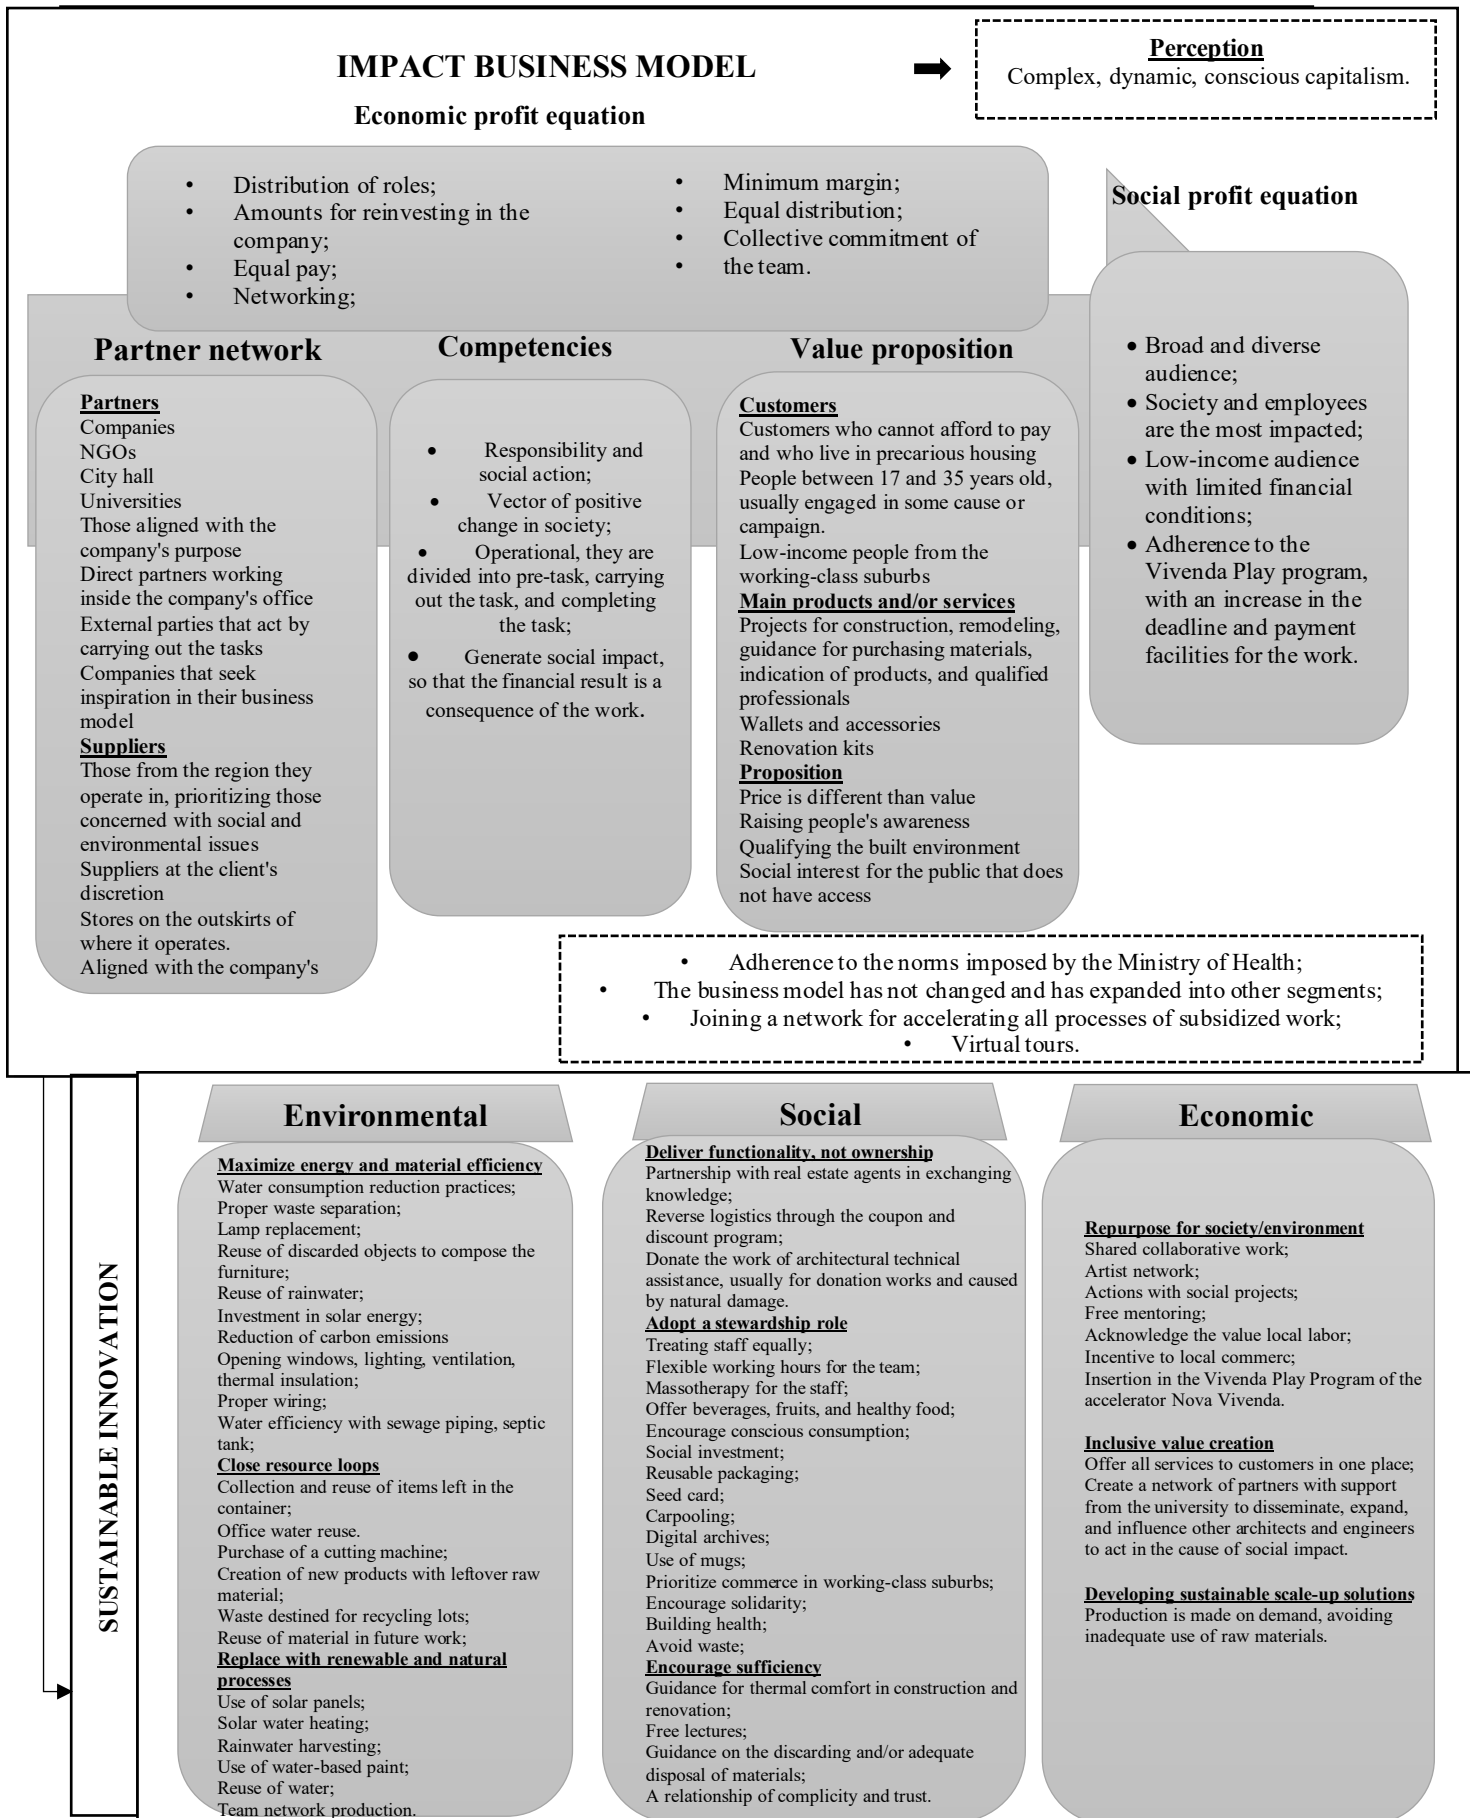 IMPACT BUSINESS MODEL
Perception
Complex, dynamic, conscious capitalism.
Economic profit equation
• Distribution of roles;
• Amounts for reinvesting in the
company;
• Equal pay;
• Networking;
• Minimum margin;
• Equal distribution;
• Collective commitment of
• the team.
Social profit equation
• Broad and diverse
audience;
• Society and employees
are the most impacted;
• Low-income audience
with limited financial
conditions;
• Adherence to the
Vivenda Play program,
with an increase in the
deadline and payment
facilities for the work.
Partner network
Partners
Companies
NGOs
City hall
Universities
Those aligned with the
company's purpose
Direct partners working
inside the company's office
External parties that act by
carrying out the tasks
Companies that seek
inspiration in their business
model
Suppliers
Those from the region they
operate in, prioritizing those
concerned with social and
environmental issues
Suppliers at the client's
discretion
Stores on the outskirts of
where it operates.
Aligned with the company's
Competencies
• Responsibility and
social action;
• Vector of positive
change in society;
• Operational, they are
divided into pre-task, carrying
out the task, and completing
the task;
• Generate social impact,
so that the financial result is a
consequence of the work.
Value proposition
Customers
Customers who cannot afford to pay
and who live in precarious housing
People between 17 and 35 years old,
usually engaged in some cause or
campaign.
Low-income people from the
working-class suburbs
Main products and/or services
Projects for construction, remodeling,
guidance for purchasing materials,
indication of products, and qualified
professionals
Wallets and accessories
Renovation kits
Proposition
Price is different than value
Raising people's awareness
Qualifying the built environment
Social interest for the public that does
not have access
• Adherence to the norms imposed by the Ministry of Health;
• The business model has not changed and has expanded into other segments;
• Joining a network for accelerating all processes of subsidized work;
• Virtual tours.
SUSTAINABLE INNOVATION
Environmental
Maximize energy and material efficiency
Water consumption reduction practices;
Proper waste separation;
Lamp replacement;
Reuse of discarded objects to compose the
furniture;
Reuse of rainwater;
Investment in solar energy;
Reduction of carbon emissions
Opening windows, lighting, ventilation,
thermal insulation;
Proper wiring;
Water efficiency with sewage piping, septic
tank;
Close resource loops
Collection and reuse of items left in the
container;
Office water reuse.
Purchase of a cutting machine;
Creation of new products with leftover raw
material;
Waste destined for recycling lots;
Reuse of material in future work;
Replace with renewable and natural
processes
Use of solar panels;
Solar water heating;
Rainwater harvesting;
Use of water-based paint;
Reuse of water;
Team network production.
Social
Deliver functionality, not ownership
Partnership with real estate agents in exchanging
knowledge;
Reverse logistics through the coupon and
discount program;
Donate the work of architectural technical
assistance, usually for donation works and caused
by natural damage.
Adopt a stewardship role
Treating staff equally;
Flexible working hours for the team;
Massotherapy for the staff;
Offer beverages, fruits, and healthy food;
Encourage conscious consumption;
Social investment;
Reusable packaging;
Seed card;
Carpooling;
Digital archives;
Use of mugs;
Prioritize commerce in working-class suburbs;
Encourage solidarity;
Building health;
Avoid waste;
Encourage sufficiency
Guidance for thermal comfort in construction and
renovation;
Free lectures;
Guidance on the discarding and/or adequate
disposal of materials;
A relationship of complicity and trust.
Economic
Repurpose for society/environment
Shared collaborative work;
Artist network;
Actions with social projects;
Free mentoring;
Acknowledge the value local labor;
Incentive to local commerc;
Insertion in the Vivenda Play Program of the
accelerator Nova Vivenda.
Inclusive value creation
Offer all services to customers in one place;
Create a network of partners with support
from the university to disseminate, expand,
and influence other architects and engineers
to act in the cause of social impact.
Developing sustainable scale-up solutions
Production is made on demand, avoiding
inadequate use of raw materials.